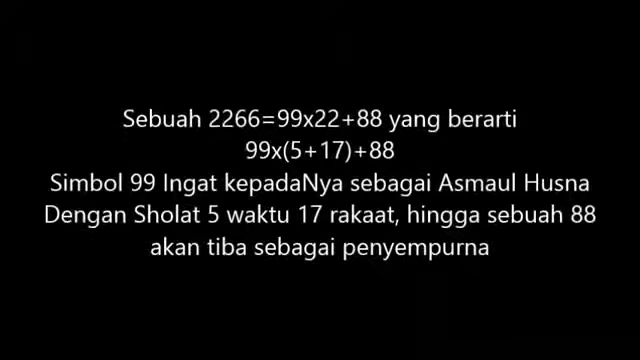 Sebuah 2266=99x22+88 yang berarti
99x(5+17)+88
Simbol 99 Ingat kepadaNya sebagai Asmaul Husna
Dengan Sholat 5 waktu 17 rakaat, hingga sebuah 88
akan tiba sebagai penyempurna